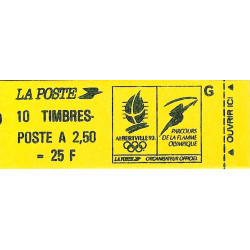 LA POSTE
10 TIMBRES-
POSTE A 2,50
= 25 F
ALBERTVILLE 92
PARCOURS
DE LA FLAMME
OLYMPIQUE
LA POSTE ORGANISATEUR OFFICIEL
G
OUVRIR ICI